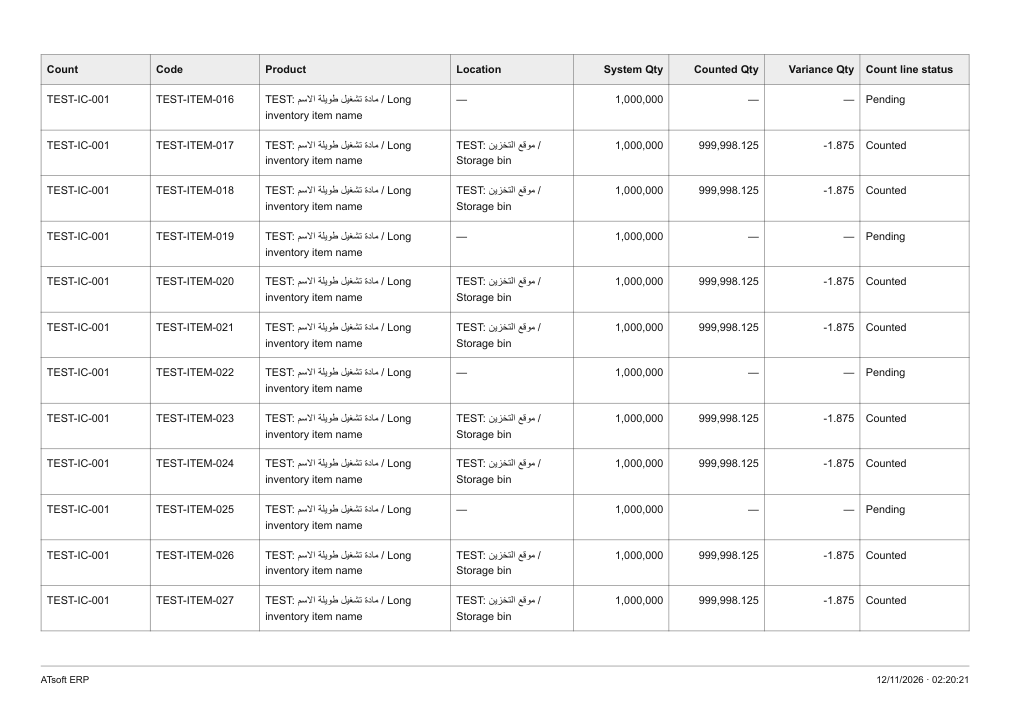 Count Code Product Location System Qty Counted Qty Variance Qty Count line status
TEST-IC-001 TEST-ITEM-016 TEST: مادة تشغيل طويلة الاسم / Long — 1,000,000 — — Pending
inventory item name
TEST-IC-001 TEST-ITEM-017 TEST: مادة تشغيل طويلة الاسم / Long TEST: موقع التخزين / 1,000,000 999,998.125 -1.875 Counted
inventory item name Storage bin
TEST-IC-001 TEST-ITEM-018 TEST: مادة تشغيل طويلة الاسم / Long TEST: موقع التخزين / 1,000,000 999,998.125 -1.875 Counted
inventory item name Storage bin
TEST-IC-001 TEST-ITEM-019 TEST: مادة تشغيل طويلة الاسم / Long — 1,000,000 — — Pending
inventory item name
TEST-IC-001 TEST-ITEM-020 TEST: مادة تشغيل طويلة الاسم / Long TEST: موقع التخزين / 1,000,000 999,998.125 -1.875 Counted
inventory item name Storage bin
TEST-IC-001 TEST-ITEM-021 TEST: مادة تشغيل طويلة الاسم / Long TEST: موقع التخزين / 1,000,000 999,998.125 -1.875 Counted
inventory item name Storage bin
TEST-IC-001 TEST-ITEM-022 TEST: مادة تشغيل طويلة الاسم / Long — 1,000,000 — — Pending
inventory item name
TEST-IC-001 TEST-ITEM-023 TEST: مادة تشغيل طويلة الاسم / Long TEST: موقع التخزين / 1,000,000 999,998.125 -1.875 Counted
inventory item name Storage bin
TEST-IC-001 TEST-ITEM-024 TEST: مادة تشغيل طويلة الاسم / Long TEST: موقع التخزين / 1,000,000 999,998.125 -1.875 Counted
inventory item name Storage bin
TEST-IC-001 TEST-ITEM-025 TEST: مادة تشغيل طويلة الاسم / Long — 1,000,000 — — Pending
inventory item name
TEST-IC-001 TEST-ITEM-026 TEST: مادة تشغيل طويلة الاسم / Long TEST: موقع التخزين / 1,000,000 999,998.125 -1.875 Counted
inventory item name Storage bin
TEST-IC-001 TEST-ITEM-027 TEST: مادة تشغيل طويلة الاسم / Long TEST: موقع التخزين / 1,000,000 999,998.125 -1.875 Counted
inventory item name Storage bin
ATsoft ERP 12/11/2026 · 02:20:21